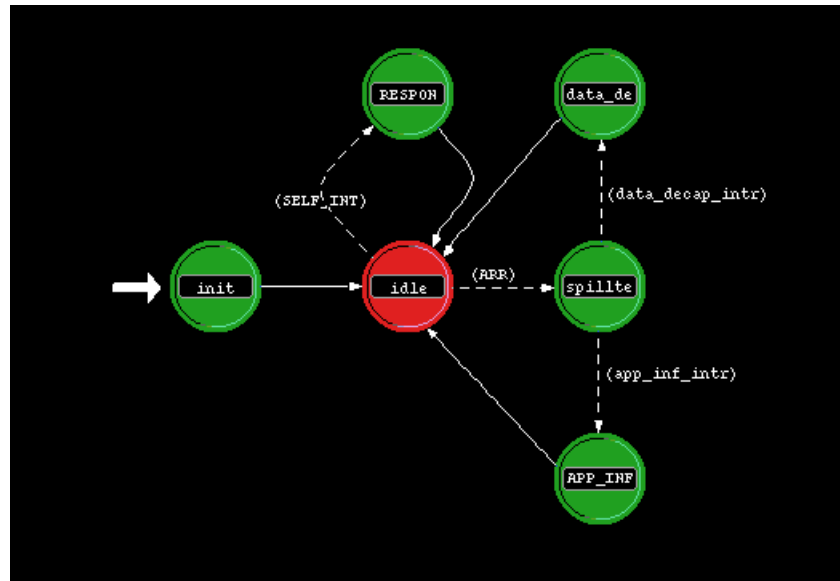 RESPON
data_de
(SELF_INT)
(data_decap_intr)
init
idle
(ARR)
spillte
(app_inf_intr)
APP_INF